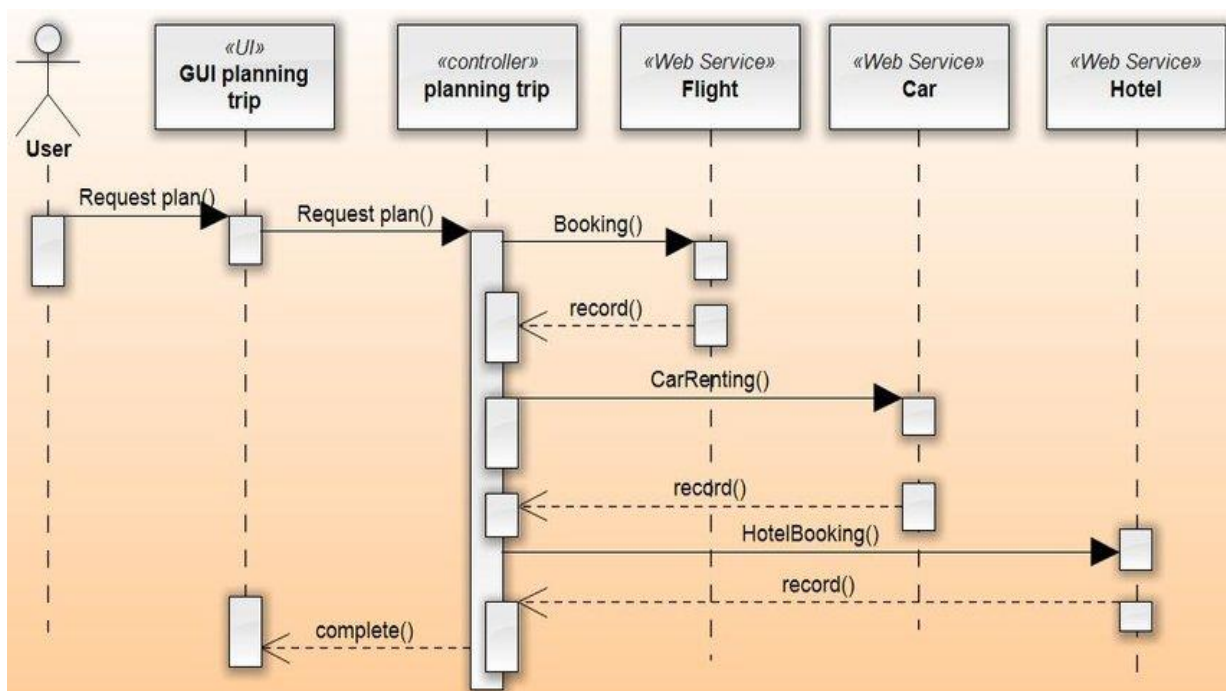 «UI»
GUI planning
trip
«controller»
planning trip
«Web Service»
Flight
«Web Service»
Car
«Web Service»
Hotel
User
Request plan()
Request plan()
Booking()
record()
CarRenting()
record()
HotelBooking()
record()
complete()